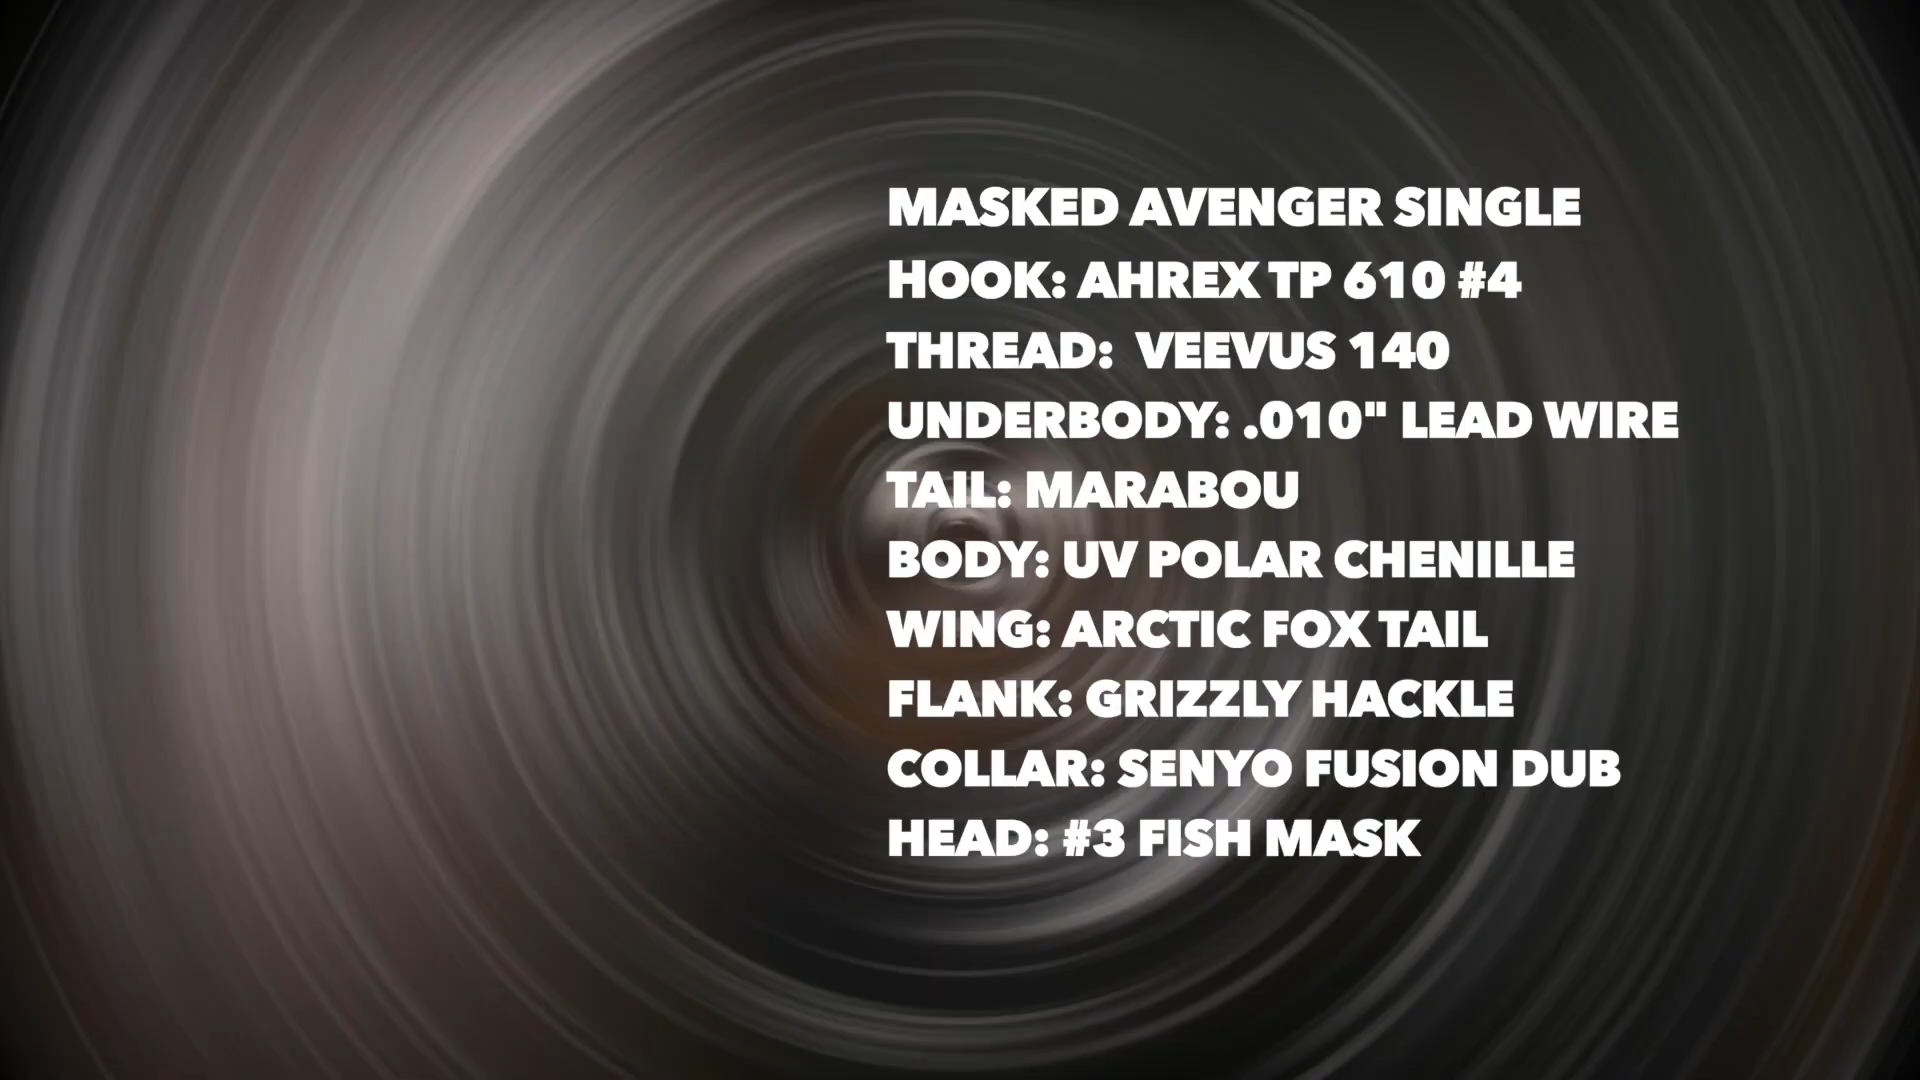 MASKED AVENGER SINGLE
HOOK: AHREX TP 610 #4
THREAD:  VEEVUS 140
UNDERBODY: .010" LEAD WIRE
TAIL: MARABOU
BODY: UV POLAR CHENILLE
WING: ARCTIC FOX TAIL
FLANK: GRIZZLY HACKLE
COLLAR: SENYO FUSION DUB
HEAD: #3 FISH MASK